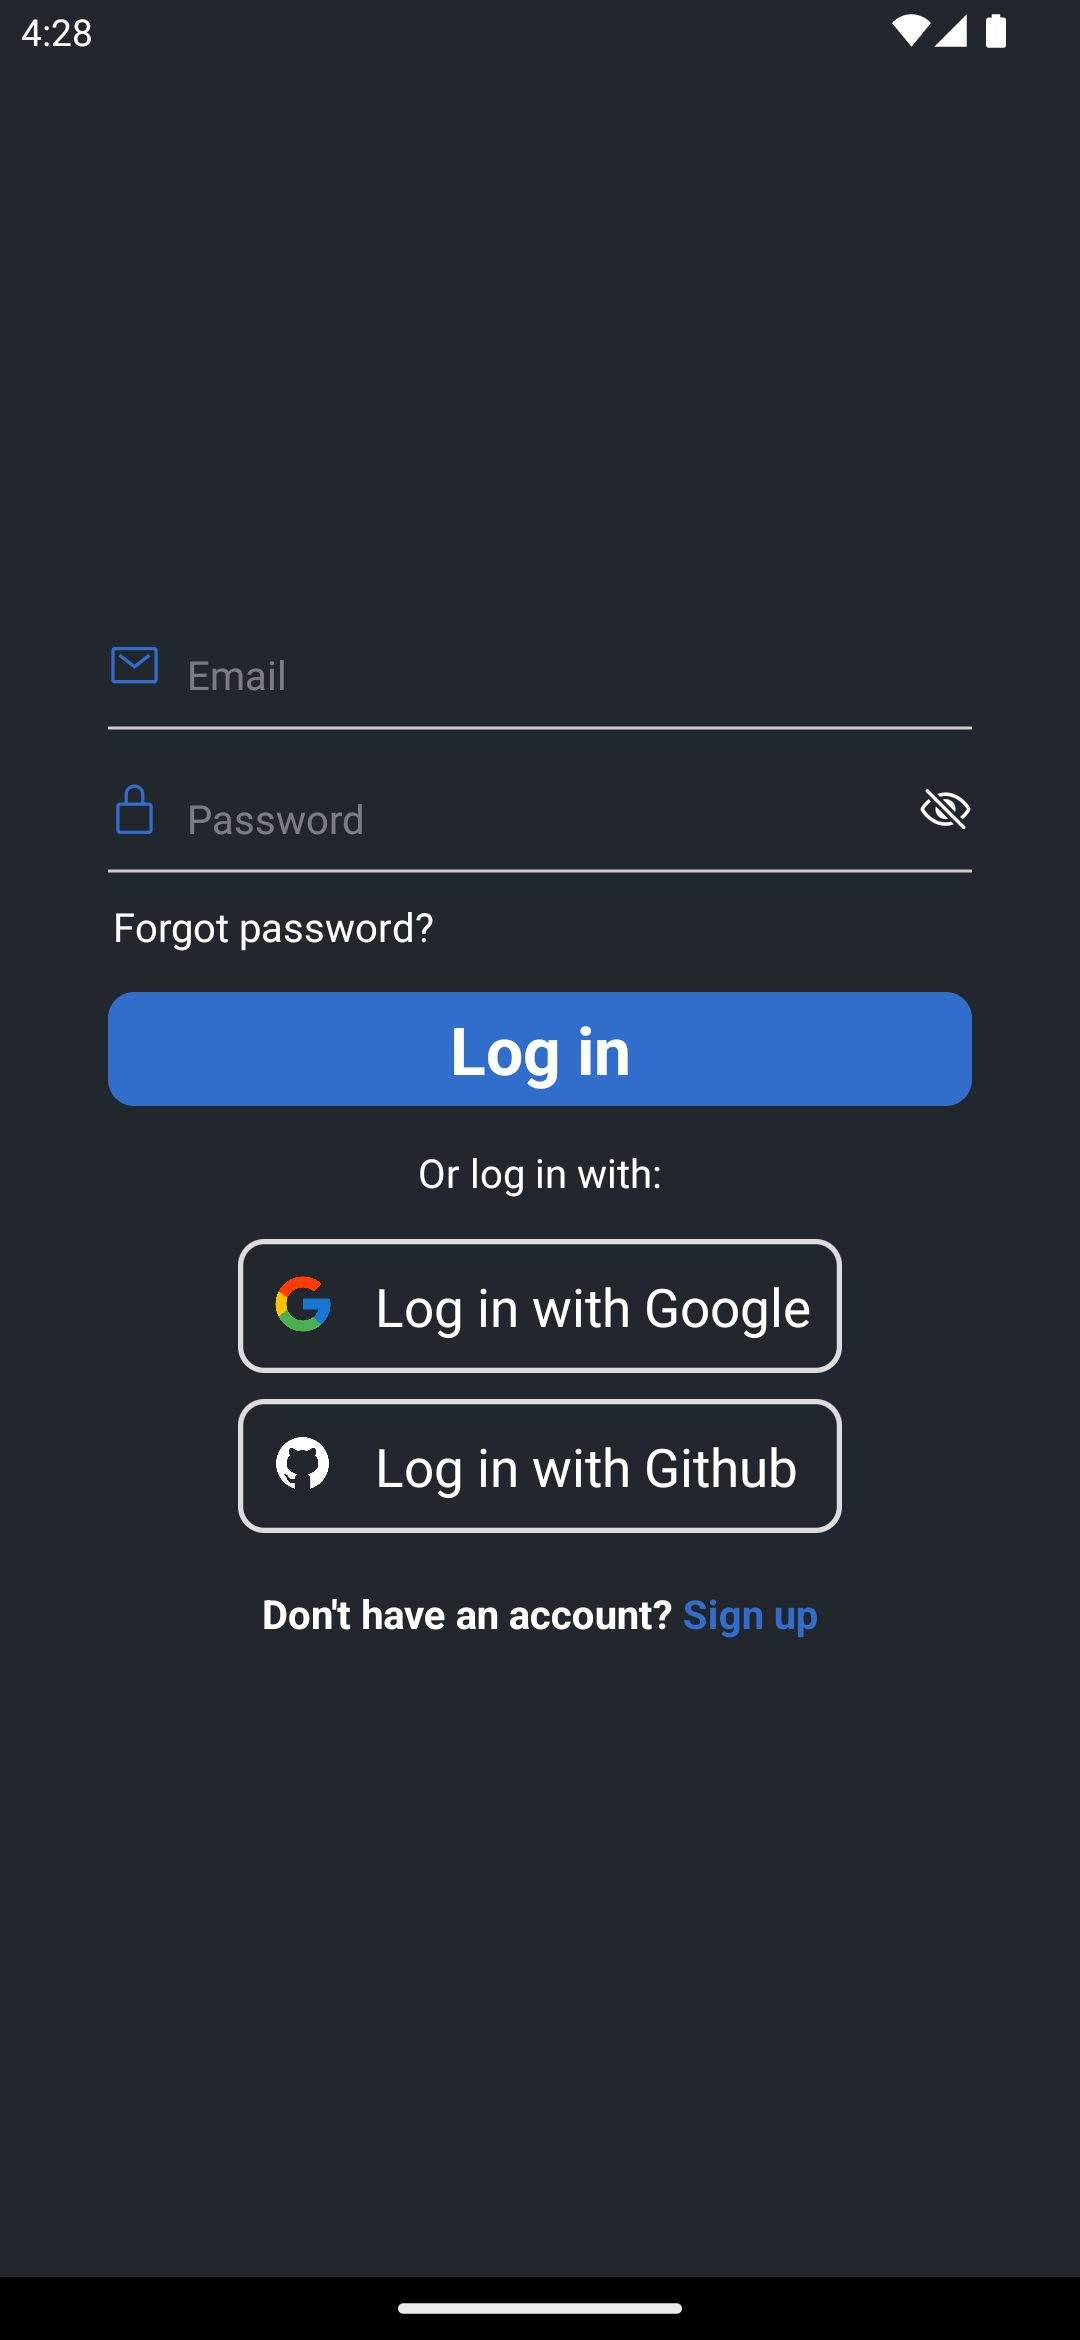 4:28
Email
Password
Forgot password?
Log in
Or log in with:
Log in with Google
Log in with Github
Don't have an account? Sign up